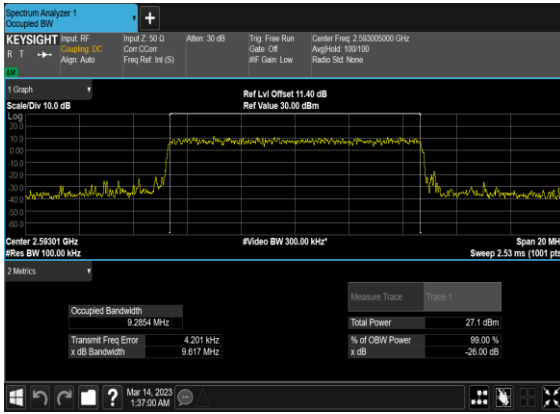 Spectrum Analyzer 1
Occupied BW
KEYSIGHT Input: RF Input Z: 50 Ω Atten: 30 dB Trig: Free Run Center Freq: 2.593005000 GHz
R T Coupling: DC Corr CCorr Gate: Off Avg|Hold: 100/100
Align: Auto Freq Ref: Int (S) #IF Gain: Low Radio Std: None
1 Graph
Ref Lvl Offset 11.40 dB
Scale/Div 10.0 dB Ref Value 30.00 dBm
Log
20.0
10.0
0.00
-10.0
-20.0
-30.0
-40.0
-50.0
-60.0
Center 2.59301 GHz #Video BW 300.00 kHz* Span 20 MH
#Res BW 100.00 kHz Sweep 2.53 ms (1001 pts
2 Metrics
Measure Trace Trace 1
Occupied Bandwidth
9.2854 MHz Total Power 27.1 dBm
Transmit Freq Error 4.201 kHz % of OBW Power 99.00 %
x dB Bandwidth 9.617 MHz x dB -26.00 dB
? Mar 14, 2023
1:37:00 AM